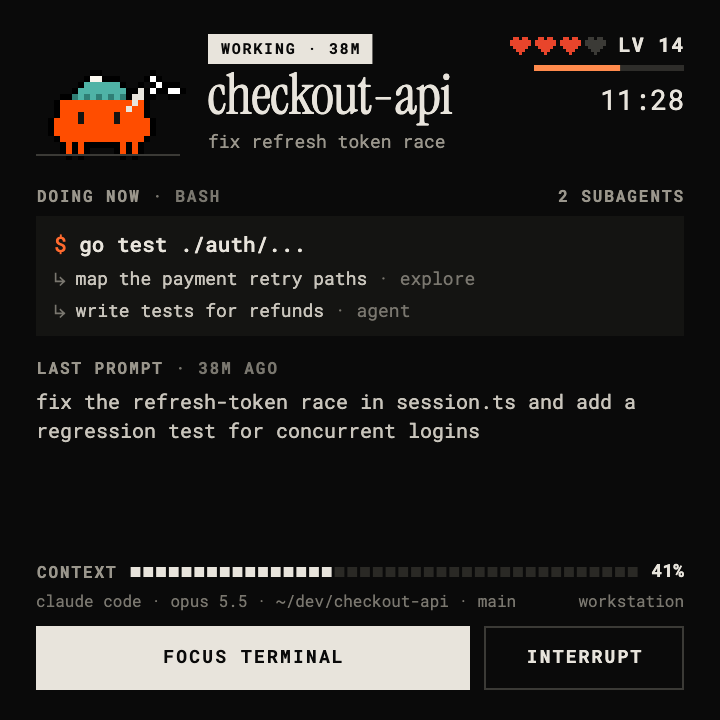 WORKING · 38M
LV 14
checkout-api
11:28
fix refresh token race
DOING NOW · BASH
2 SUBAGENTS
$ go test ./auth/...
↳ map the payment retry paths · explore
↳ write tests for refunds · agent
LAST PROMPT · 38M AGO
fix the refresh-token race in session.ts and add a
regression test for concurrent logins
CONTEXT
41%
claude code · opus 5.5 · ~/dev/checkout-api · main
workstation
FOCUS TERMINAL
INTERRUPT